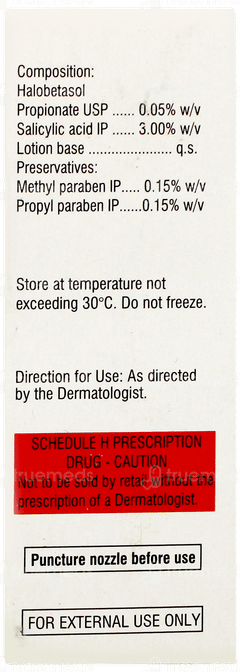 Composition:
Halobetasol
Propionate USP ...... 0.05% w/v
Salicylic acid IP ...... 3.00% w/v
Lotion base ...................... q.s.
Preservatives:
Methyl paraben IP..... 0.15% w/v
Propyl paraben IP.....0.15% w/v
Store at temperature not
exceeding 30°C. Do not freeze.
Direction for Use: As directed
by the Dermatologist.
SCHEDULE H PRESCRIPTION
DRUG - CAUTION
Not to be sold by retail without the
prescription of a Dermatologist.
Puncture nozzle before use
FOR EXTERNAL USE ONLY